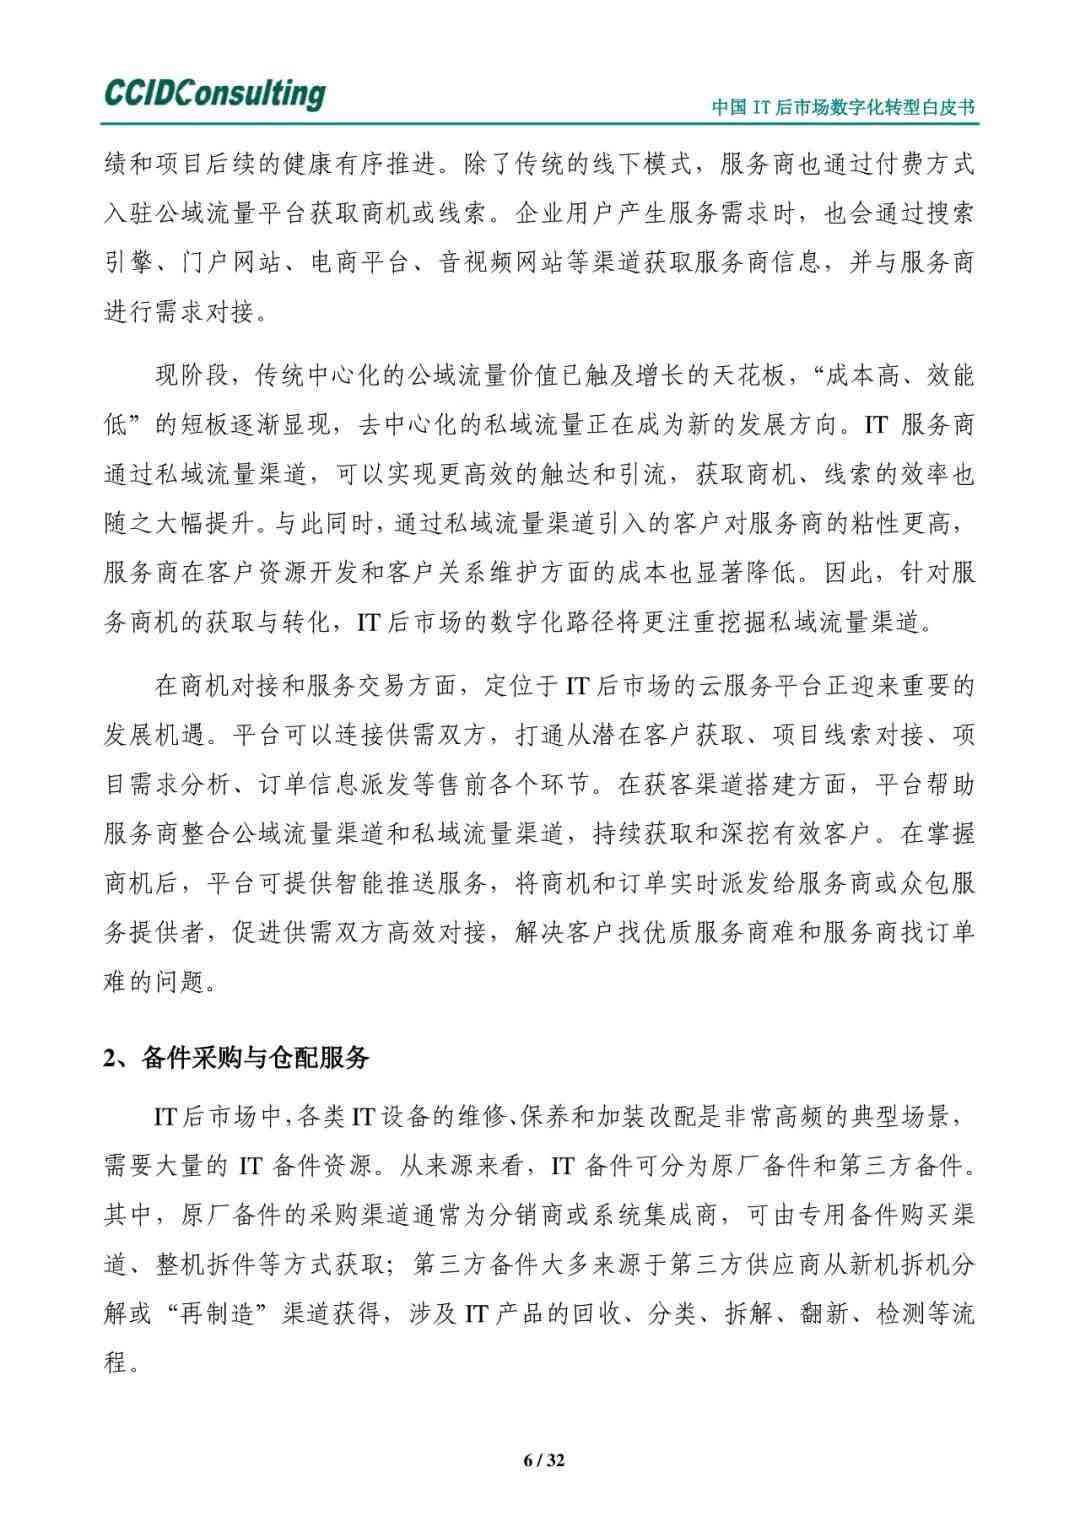 CCIDConsulting
中国 IT 后市场数字化转型白皮书
绩和项目后续的健康有序推进。除了传统的线下模式，服务商也通过付费方式
入驻公域流量平台获取商机或线索。企业用户产生服务需求时，也会通过搜索
引擎、门户网站、电商平台、音视频网站等渠道获取服务商信息，并与服务商
进行需求对接。
现阶段，传统中心化的公域流量价值已触及增长的天花板，“成本高、效能
低”的短板逐渐显现，去中心化的私域流量正在成为新的发展方向。IT 服务商
通过私域流量渠道，可以实现更高效的触达和引流，获取商机、线索的效率也
随之大幅提升。与此同时，通过私域流量渠道引入的客户对服务商的粘性更高，
服务商在客户资源开发和客户关系维护方面的成本也显著降低。因此，针对服
务商机的获取与转化，IT 后市场的数字化路径将更注重挖掘私域流量渠道。
在商机对接和服务交易方面，定位于 IT 后市场的云服务平台正迎来重要的
发展机遇。平台可以连接供需双方，打通从潜在客户获取、项目线索对接、项
目需求分析、订单信息派发等售前各个环节。在获客渠道搭建方面，平台帮助
服务商整合公域流量渠道和私域流量渠道，持续获取和深挖有效客户。在掌握
商机后，平台可提供智能推送服务，将商机和订单实时派发给服务商或众包服
务提供者，促进供需双方高效对接，解决客户找优质服务商难和服务商找订单
难的问题。
2、备件采购与仓配服务
IT 后市场中，各类 IT 设备的维修、保养和加装改配是非常高频的典型场景，
需要大量的 IT 备件资源。从来源来看，IT 备件可分为原厂备件和第三方备件。
其中，原厂备件的采购渠道通常为分销商或系统集成商，可由专用备件购买渠
道、整机拆件等方式获取；第三方备件大多来源于第三方供应商从新机拆机分
解或“再制造”渠道获得，涉及 IT 产品的回收、分类、拆解、翻新、检测等流
程。
6 / 32